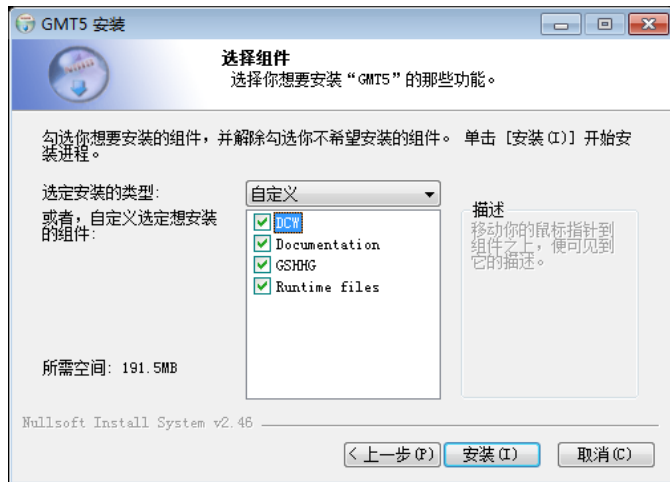 GMT5 安装
选择组件
选择你想要安装“GMT5”的那些功能。
勾选你想要安装的组件，并解除勾选你不希望安装的组件。 单击 [安装(I)] 开始安
装进程。
选定安装的类型:
自定义
或者，自定义选定想安装
的组件:
DCW
Documentation
GSHHG
Runtime files
描述
移动你的鼠标指针到
组件之上，便可见到
它的描述。
所需空间: 191.5MB
Nullsoft Install System v2.46
< 上一步(P)
安装(I)
取消(C)